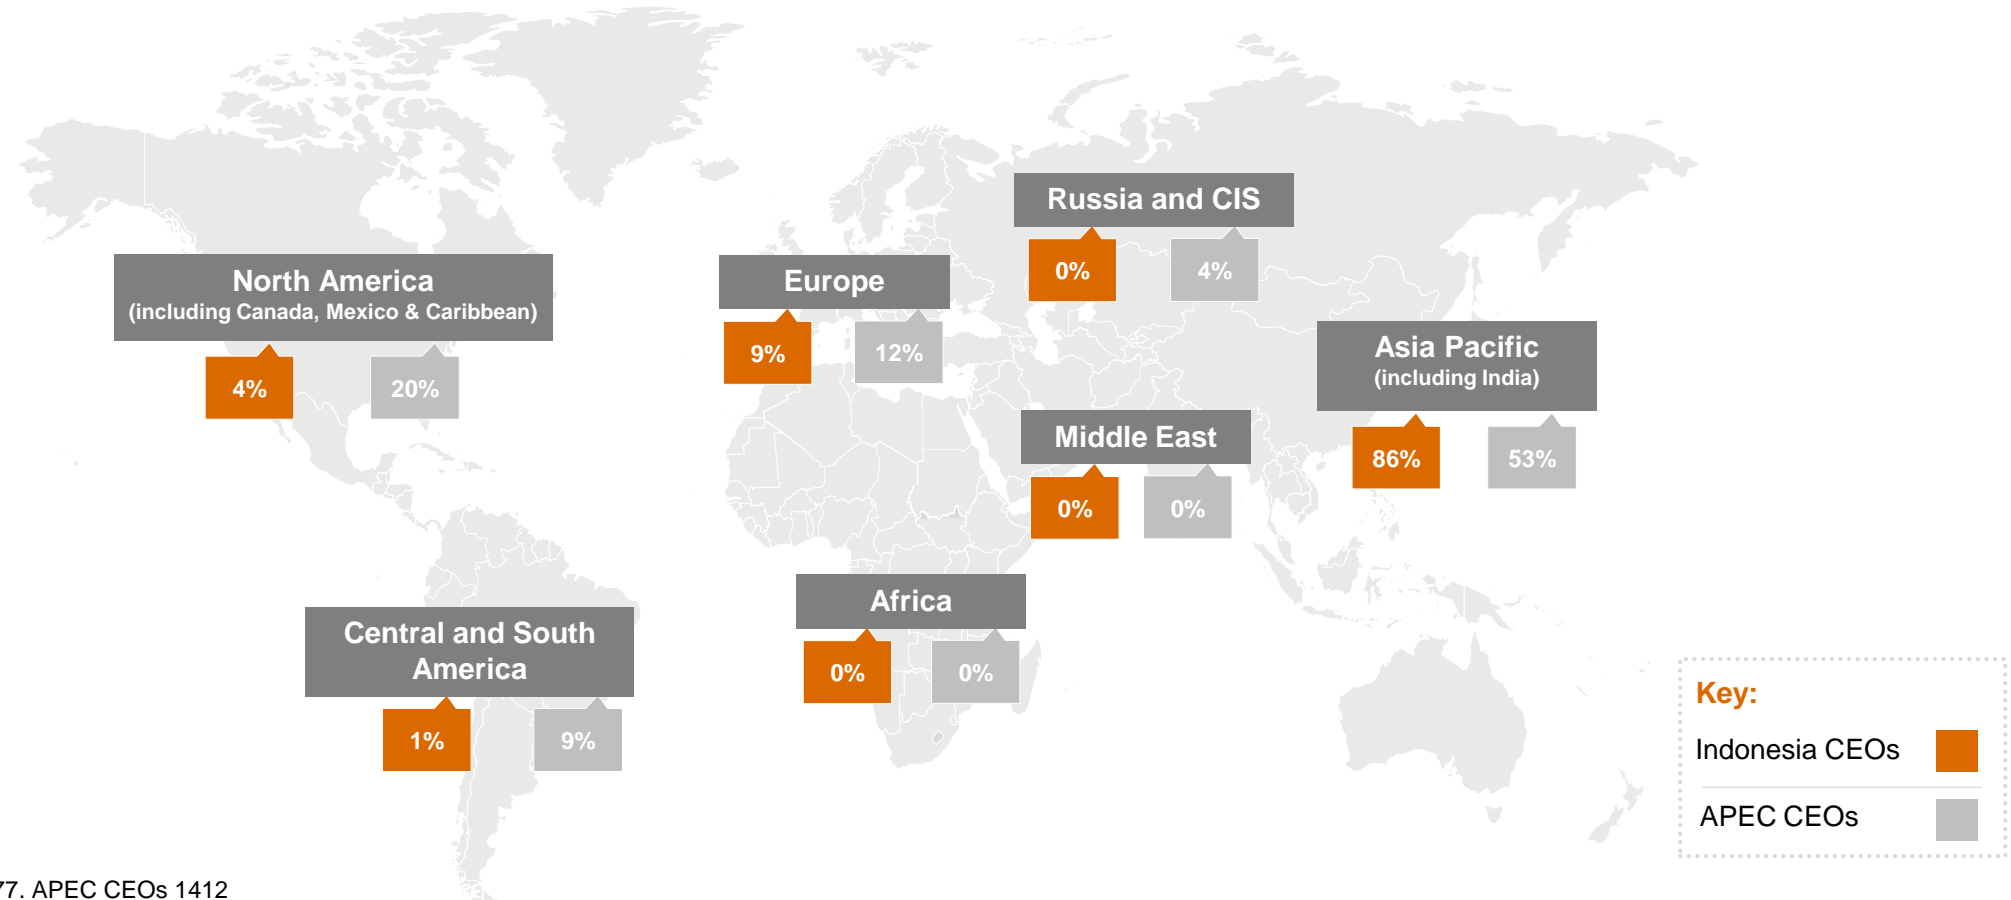 Russia and CIS
0%
4%
North America
(including Canada, Mexico & Caribbean)
4%
20%
Europe
9%
12%
Asia Pacific
(including India)
86%
53%
Middle East
0%
0%
Africa
0%
0%
Central and South
America
1%
9%
Key:
Indonesia CEOs
APEC CEOs
77. APEC CEOs 1412